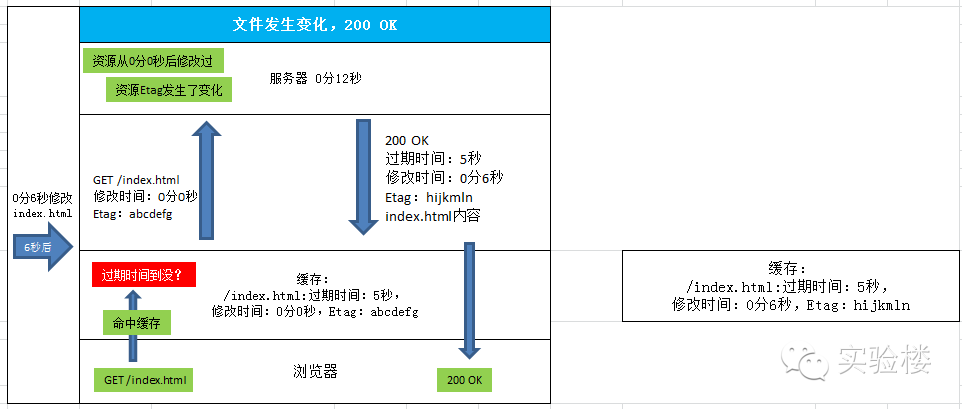 文件发生变化，200 OK
资源从0分0秒后修改过
资源Etag发生了变化
服务器 0分12秒
GET /index.html
修改时间：0分0秒
Etag：abcdefg
200 OK
过期时间：5秒
修改时间：0分6秒
Etag：hijkmln
index.html内容
0分6秒修改
index.html
6秒后
过期时间到没？
命中缓存
缓存：
/index.html:过期时间：5秒，
修改时间：0分0秒，Etag：abcdefg
缓存：
/index.html:过期时间：5秒，
修改时间：0分6秒，Etag：hijkmln
GET /index.html
浏览器
200 OK
实验楼